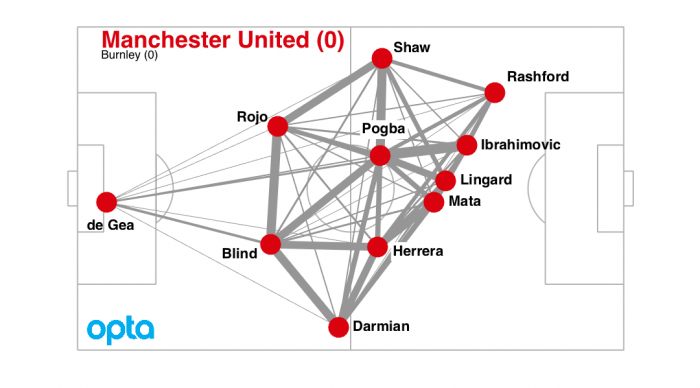 Manchester United (0)
Burnley (0)
Shaw
Rashford
Rojo
Pogba
Ibrahimovic
Lingard
Mata
de Gea
Blind
Herrera
Darmian
opta